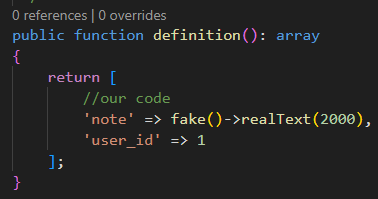 0 references | 0 overrides
public function definition(): array
{
    return [
        //our code
        'note' => fake()->realText(2000),
        'user_id' => 1
    ];
}